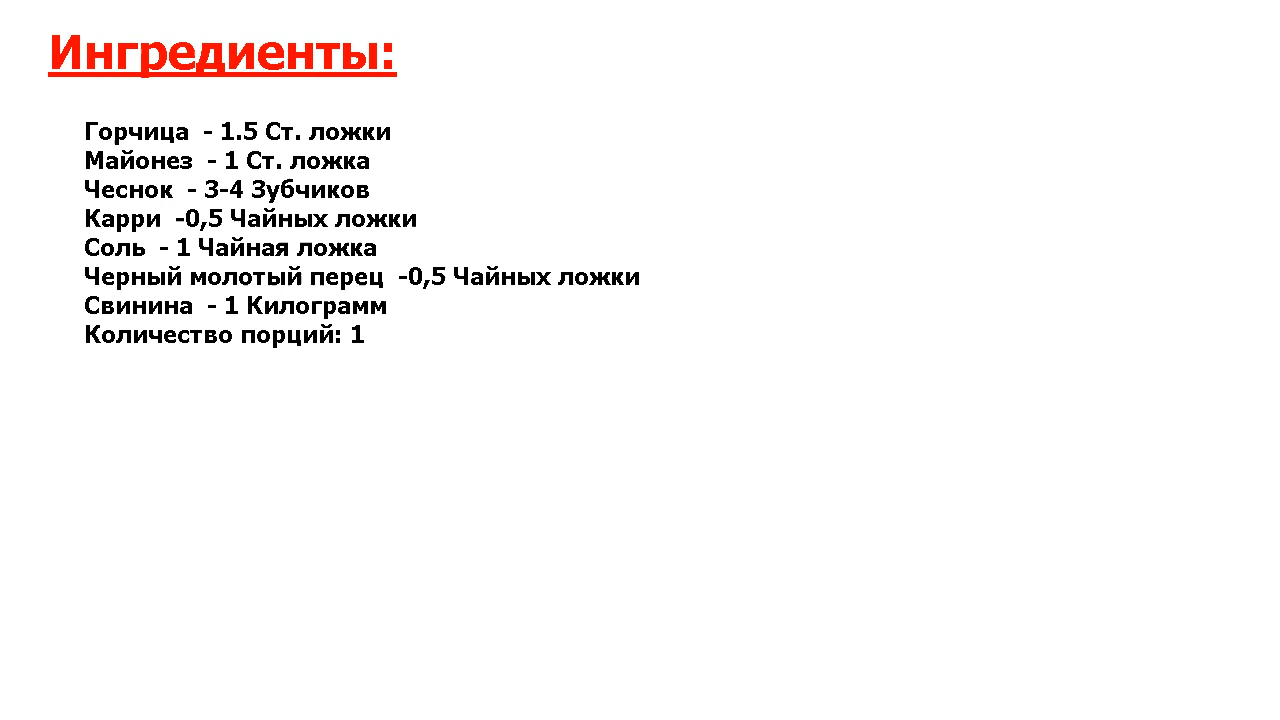 Ингредиенты:
Горчица  - 1.5 Ст. ложки
Майонез  - 1 Ст. ложка
Чеснок  - 3-4 Зубчиков
Карри  -0,5 Чайных ложки
Соль  - 1 Чайная ложка
Черный молотый перец  -0,5 Чайных ложки
Свинина  - 1 Килограмм
Количество порций: 1